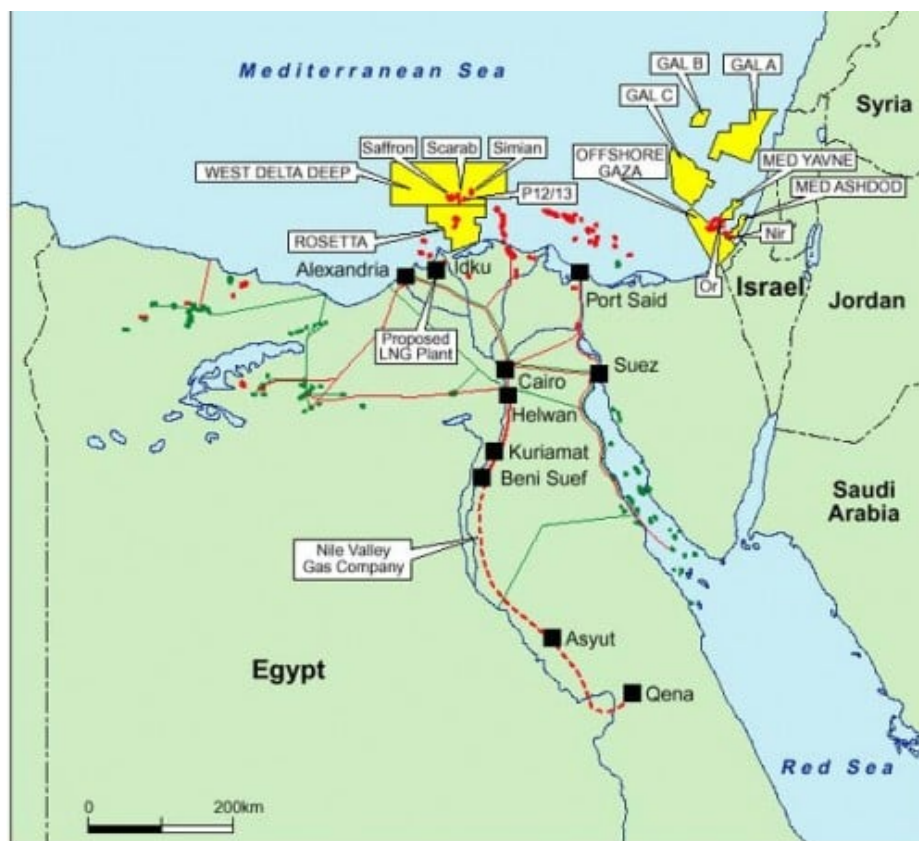 Mediterranean Sea
GAL B
GAL A
GAL C
Syria
Saffron
Scarab
Simian
OFFSHORE
GAZA
MED YAVNE
WEST DELTA DEEP
P12/13
MED ASHDOD
ROSETTA
Nir
Alexandria
Idku
Or
Israel
Port Said
Jordan
Proposed
LNG Plant
Cairo
Suez
Helwan
Kuriamat
Beni Suef
Saudi
Arabia
Nile Valley
Gas Company
Asyut
Egypt
Qena
Red Sea
0
200km